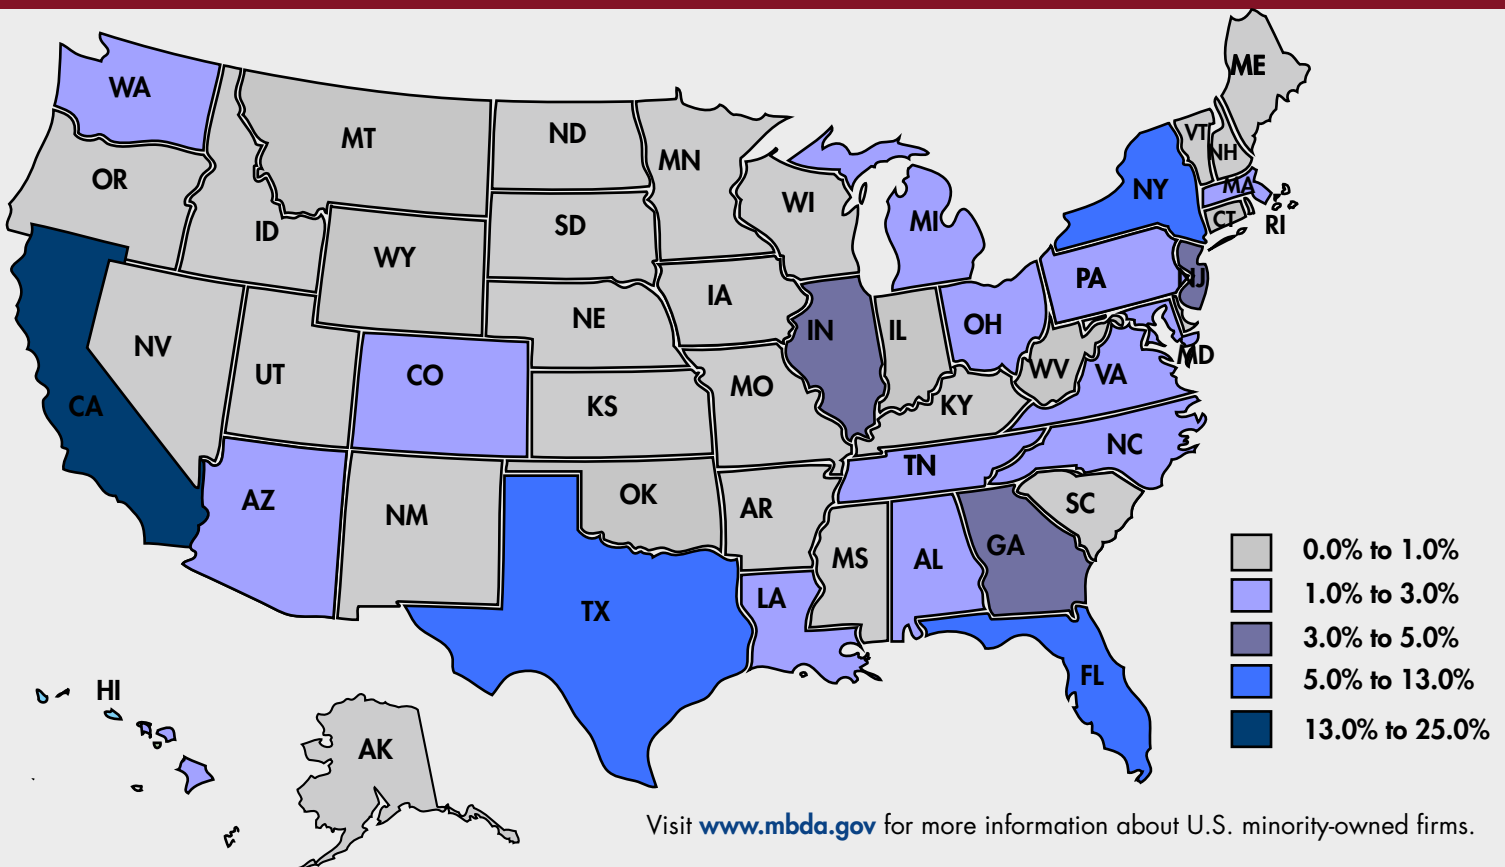 ME
WA
MT
ND
MN
VT
NH
OR
WI
NY
MA
ID
SD
MI
CT
RI
WY
PA
NJ
IA
NE
IN
IL
OH
NV
MD
UT
CO
MO
WV
VA
CA
KS
KY
NC
TN
AZ
OK
NM
AR
SC
GA
MS
AL
0.0% to 1.0%
LA
1.0% to 3.0%
TX
3.0% to 5.0%
FL
5.0% to 13.0%
HI
13.0% to 25.0%
AK
Visit www.mbda.gov for more information about U.S. minority-owned firms.